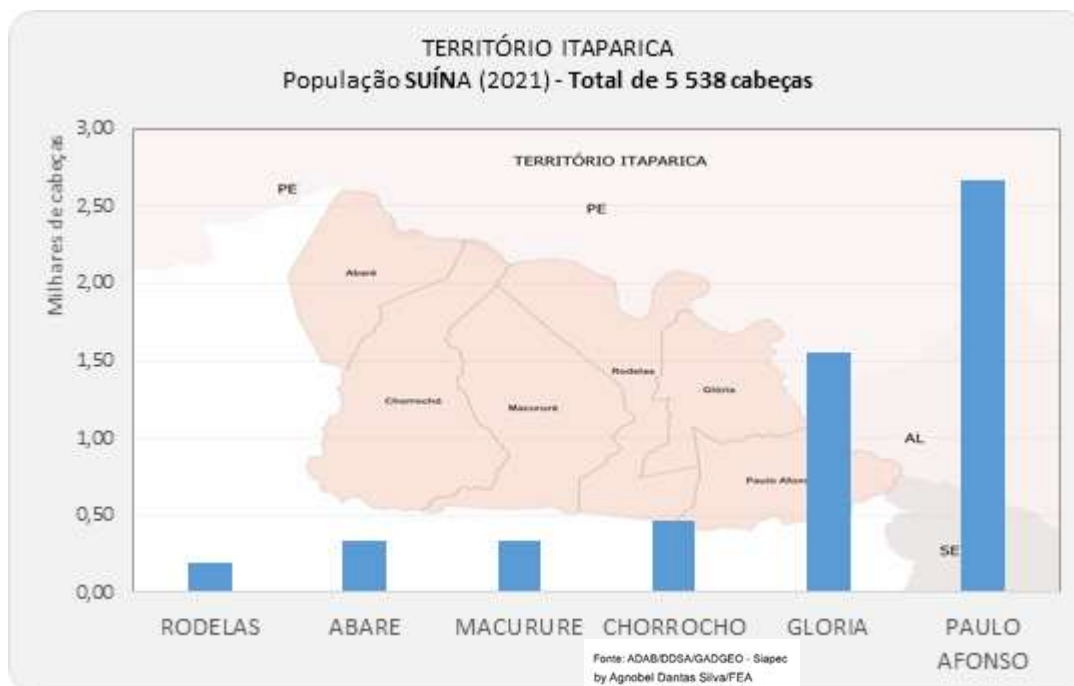 TERRITÓRIO ITAPARICA
População SUÍNA (2021) - Total de 5 538 cabeças
Milhares de cabeças
3,00
2,50
2,00
1,50
1,00
0,50
0,00
TERRITÓRIO ITAPARICA
PE
PE
Abaré
Chorrochó
Macururé
Rodelas
Glória
Paulo Afons
AL
SE
RODELAS
ABARE
MACURURE
CHORROCHO
GLORIA
PAULO AFONSO
Fonte: ADAB/DDSA/GADGEO - Siapec
by Agnobel Dantas Silva/FEA